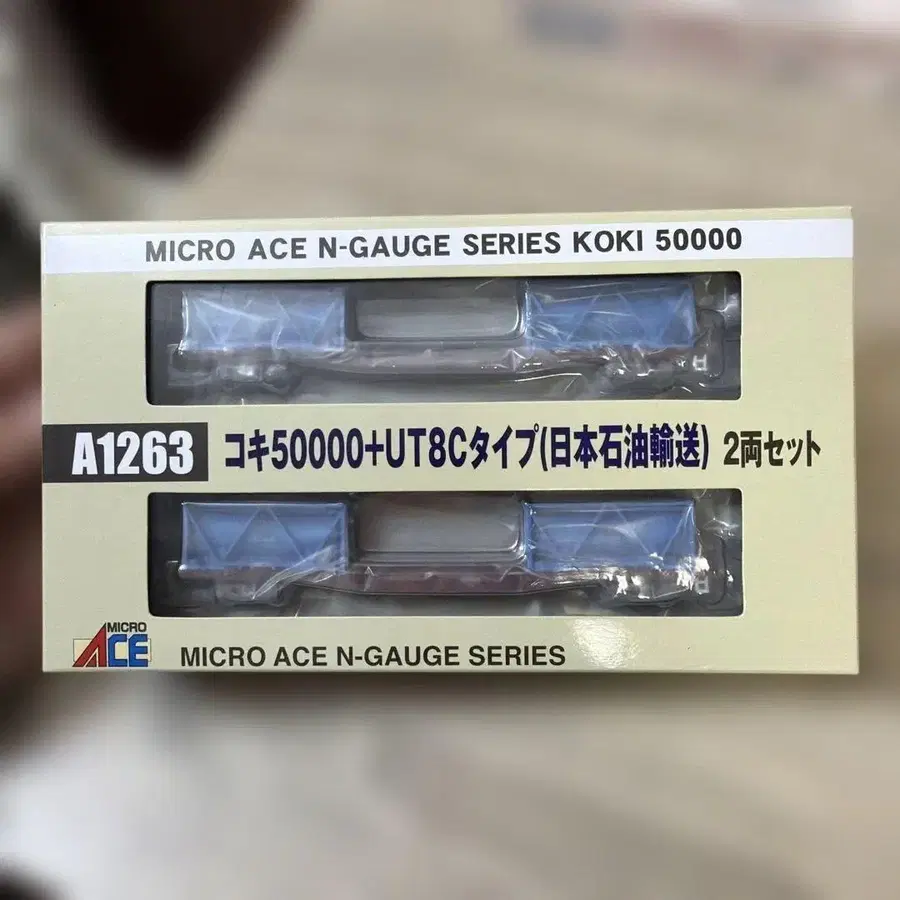 MICRO ACE N-GAUGE SERIES KOKI 50000
A1263 コキ50000+UT8Cタイプ(日本石油輸送) 2両セット
MICRO
ACE
MICRO ACE N-GAUGE SERIES